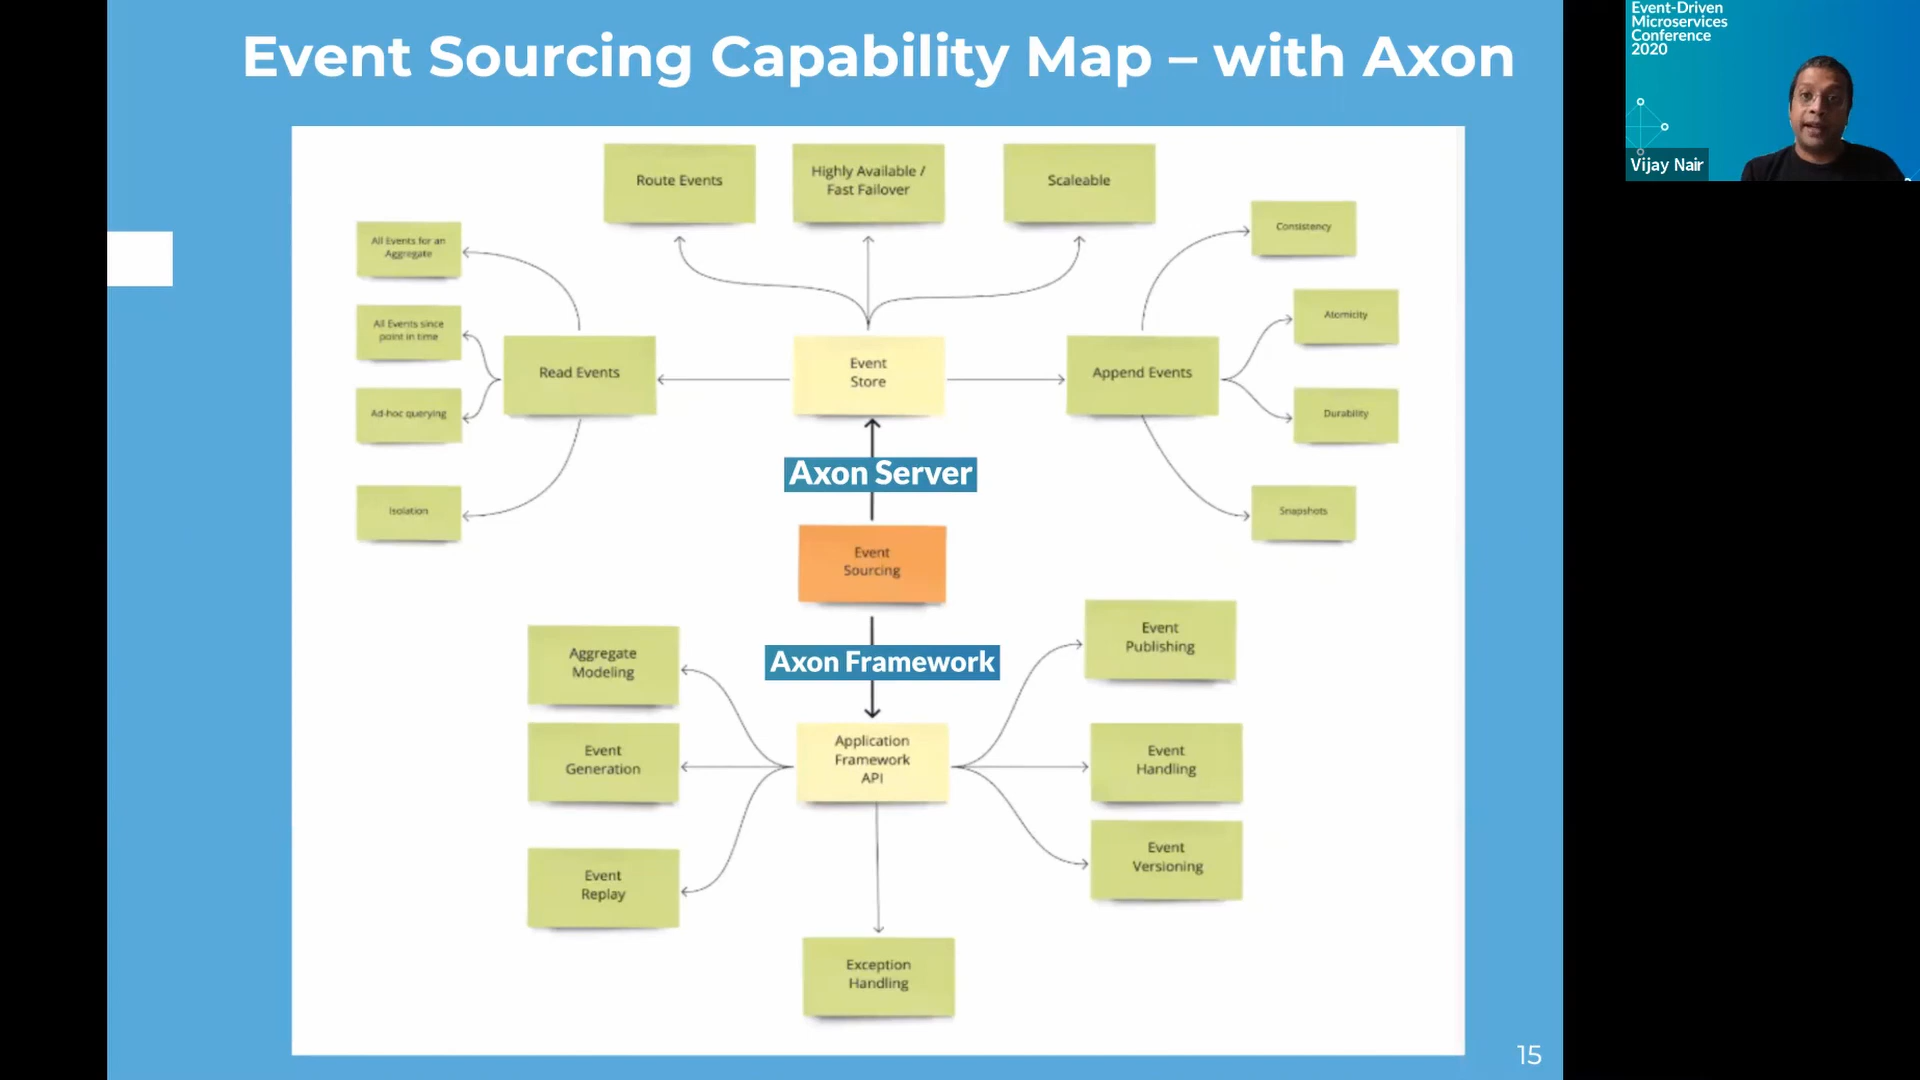 Event Sourcing Capability Map – with Axon
Event-Driven
Microservices
Conference
2020
Vijay Nair
Route Events
Highly Available /
Fast Failover
Scaleable
All Events for an
Aggregate
All Events since
point in time
Ad-hoc querying
Isolation
Read Events
Event
Store
Append Events
Consistency
Atomicity
Durability
Snapshots
Axon Server
Event
Sourcing
Axon Framework
Aggregate
Modeling
Event
Generation
Event
Replay
Application
Framework
API
Event
Publishing
Event
Handling
Event
Versioning
Exception
Handling
15